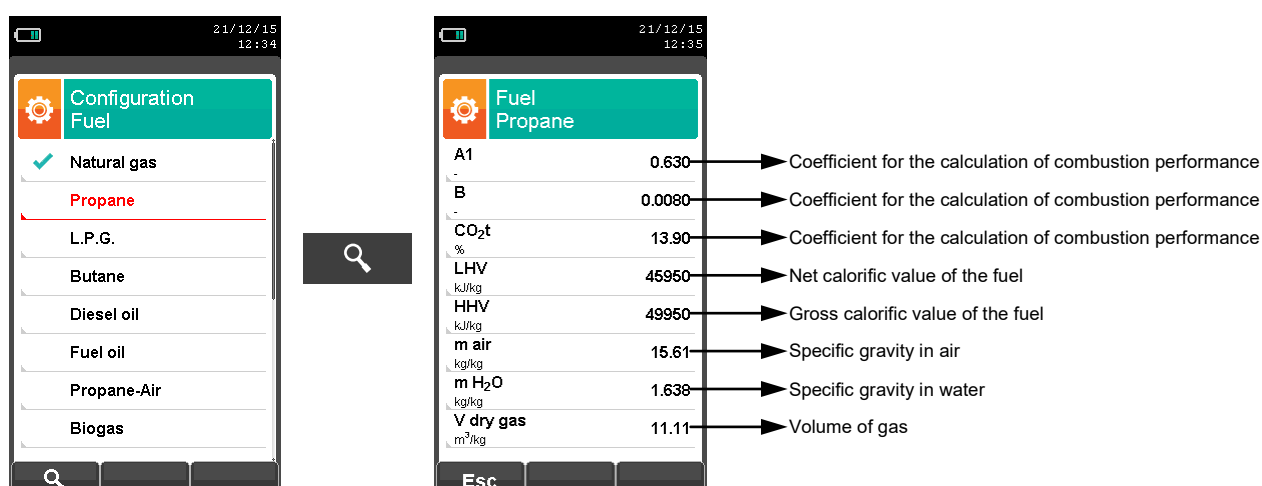 21/12/15
12:34
Configuration
Fuel
Natural gas
Propane
L.P.G.
Butane
Diesel oil
Fuel oil
Propane-Air
Biogas
21/12/15
12:35
Fuel
Propane
A1 0.630 Coefficient for the calculation of combustion performance
-
B 0.0080 Coefficient for the calculation of combustion performance
-
CO₂t 13.90 Coefficient for the calculation of combustion performance
%
LHV 45950 Net calorific value of the fuel
kJ/kg
HHV 49950 Gross calorific value of the fuel
kJ/kg
m air 15.61 Specific gravity in air
kg/kg
m H₂O 1.638 Specific gravity in water
kg/kg
V dry gas 11.11 Volume of gas
m³/kg
Esc